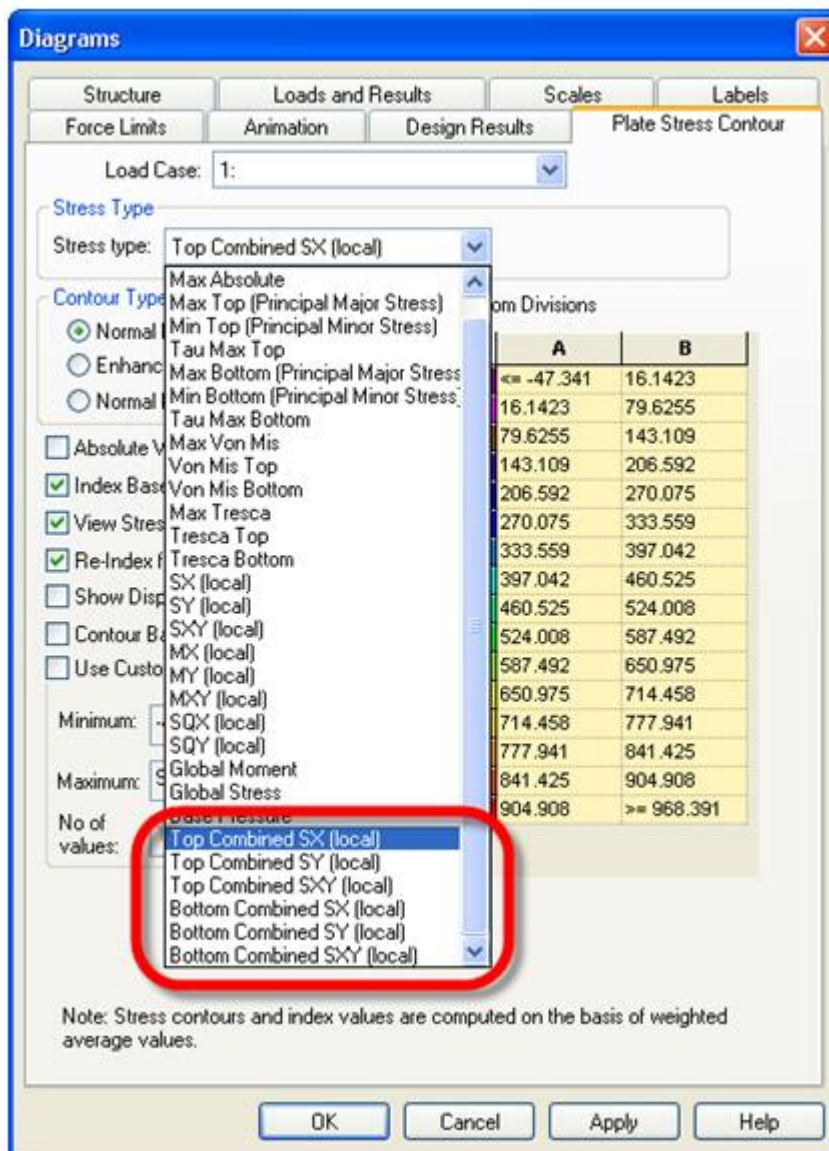 Diagrams
Structure
Loads and Results
Scales
Labels
Force Limits
Animation
Design Results
Plate Stress Contour
Load Case: 1:
Stress Type
Stress type: Top Combined SX (local)
Max Absolute
Max Top (Principal Major Stress)
Min Top (Principal Minor Stress)
Tau Max Top
Max Bottom (Principal Major Stress
Min Bottom (Principal Minor Stress)
Tau Max Bottom
Max Von Mis
Von Mis Top
Von Mis Bottom
Max Tresca
Tresca Top
Tresca Bottom
SX (local)
SY (local)
SXY (local)
MX (local)
MY (local)
MXY (local)
SQX (local)
SQY (local)
Global Moment
Global Stress
Base Pressure
Top Combined SX (local)
Top Combined SY (local)
Top Combined SXY (local)
Bottom Combined SX (local)
Bottom Combined SY (local)
Bottom Combined SXY (local)
Contour Type
Normal
Enhanc
Normal
Absolute V
Index Base
View Stres
Re-Index f
Show Disp
Contour Ba
Use Custo
Minimum:
Maximum:
No of
values:
om Divisions
A B
<= -47.341 16.1423
16.1423 79.6255
79.6255 143.109
143.109 206.592
206.592 270.075
270.075 333.559
333.559 397.042
397.042 460.525
460.525 524.008
524.008 587.492
587.492 650.975
650.975 714.458
714.458 777.941
777.941 841.425
841.425 904.908
904.908 >= 968.391
Note: Stress contours and index values are computed on the basis of weighted
average values.
OK
Cancel
Apply
Help